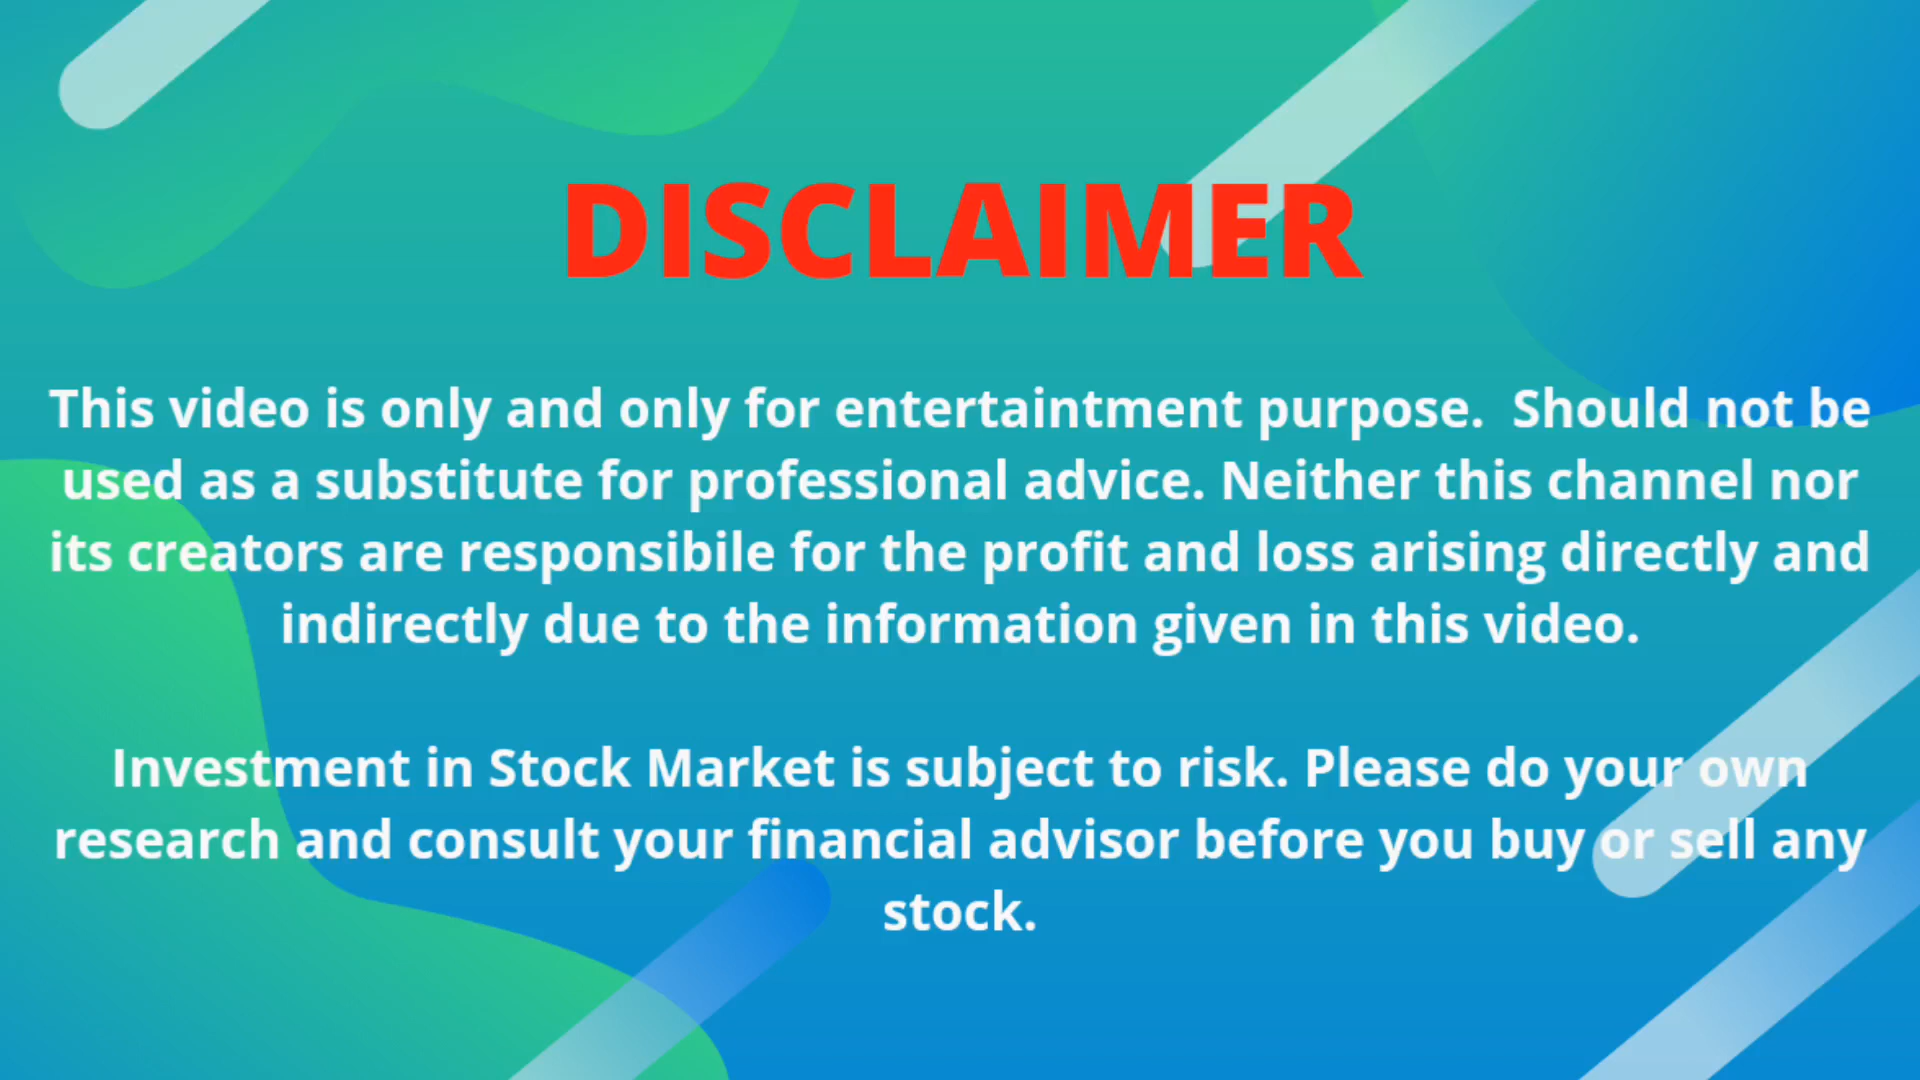 DISCLAIMER
This video is only and only for entertaintment purpose.  Should not be
used as a substitute for professional advice. Neither this channel nor
its creators are responsibile for the profit and loss arising directly and
indirectly due to the information given in this video.
Investment in Stock Market is subject to risk. Please do your own
research and consult your financial advisor before you buy or sell any
stock.